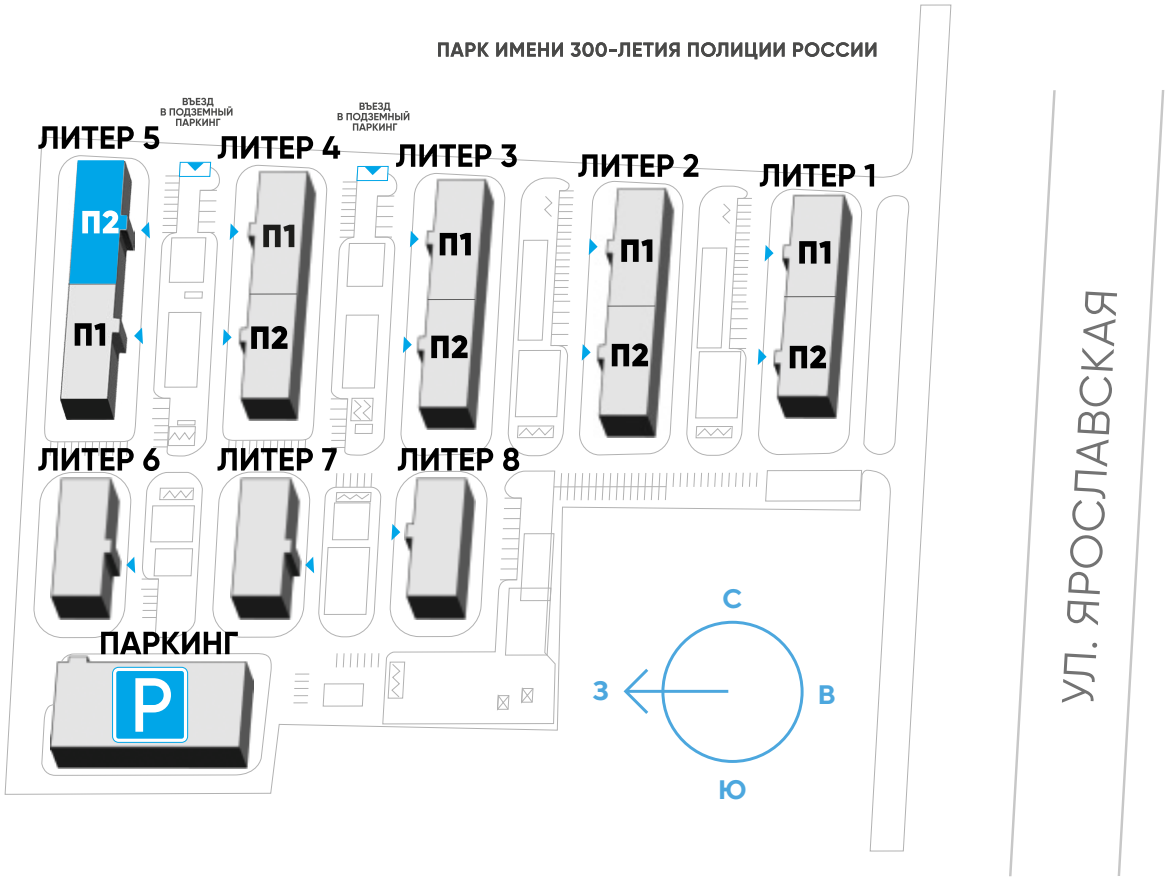 ПАРК ИМЕНИ 300-ЛЕТИЯ ПОЛИЦИИ РОССИИ
ВЪЕЗД
В ПОДЗЕМНЫЙ
ПАРКИНГ
ВЪЕЗД
В ПОДЗЕМНЫЙ
ПАРКИНГ
ЛИТЕР 5
ЛИТЕР 4
ЛИТЕР 3
ЛИТЕР 2
ЛИТЕР 1
П2
П1
П1
П1
П1
П1
П2
П2
П2
П2
УЛ. ЯРОСЛАВСКАЯ
ЛИТЕР 6
ЛИТЕР 7
ЛИТЕР 8
ПАРКИНГ
P
С
З
В
Ю